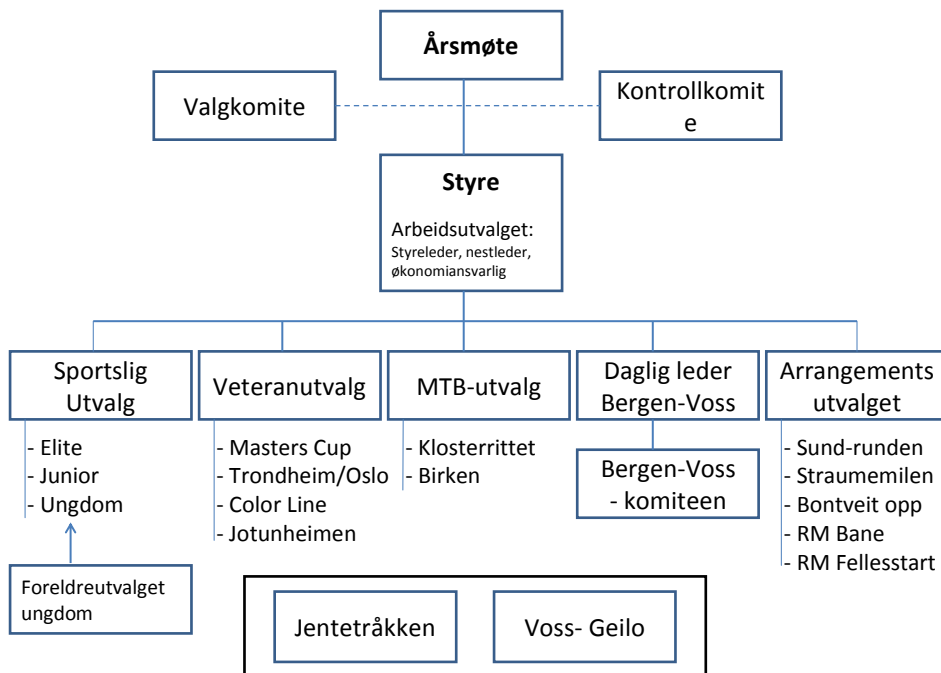 Årsmøte
Valgkomite
Kontrollkomit
e
Styre
Arbeidsutvalget:
Styreleder, nestleder,
økonomiansvarlig
Sportslig
Utvalg
- Elite
- Junior
- Ungdom
Foreldreutvalget
ungdom
Veteranutvalg
- Masters Cup
- Trondheim/Oslo
- Color Line
- Jotunheimen
MTB-utvalg
- Klosterrittet
- Birken
Daglig leder
Bergen-Voss
Bergen-Voss
- komiteen
Arrangements
utvalget
- Sund-runden
- Straumemilen
- Bontveit opp
- RM Bane
- RM Fellesstart
Jentetråkken
Voss- Geilo